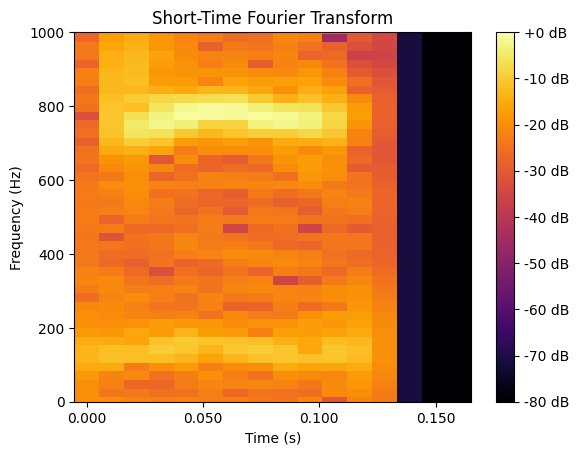 Short-Time Fourier Transform
1000
800
600
400
200
0
Frequency (Hz)
0.000
0.050
0.100
0.150
Time (s)
+0 dB
-10 dB
-20 dB
-30 dB
-40 dB
-50 dB
-60 dB
-70 dB
-80 dB